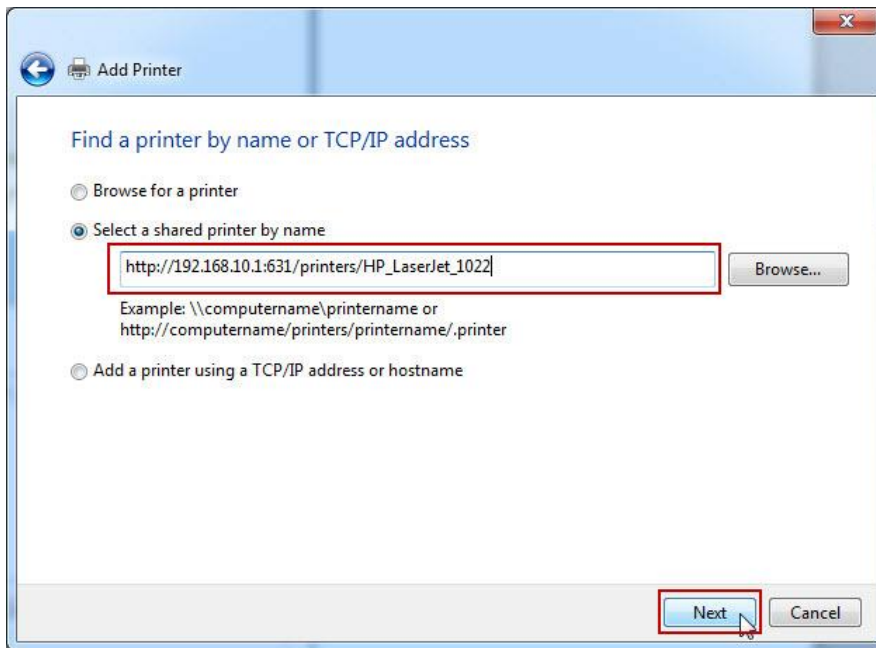 Add Printer
Find a printer by name or TCP/IP address
Browse for a printer
Select a shared printer by name
http://192.168.10.1:631/printers/HP_LaserJet_1022
Browse...
Example: \\computername\printername or
http://computername/printers/printername/.printer
Add a printer using a TCP/IP address or hostname
Next
Cancel